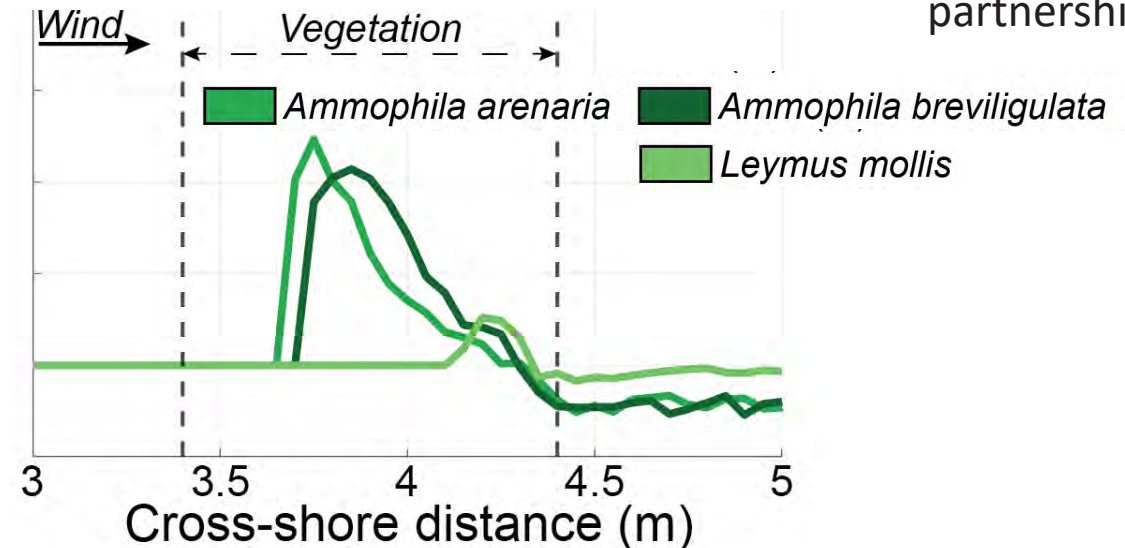 partnershi
Wind
Vegetation
Ammophila arenaria
Ammophila breviligulata
Leymus mollis
3 3.5 4 4.5 5
Cross-shore distance (m)